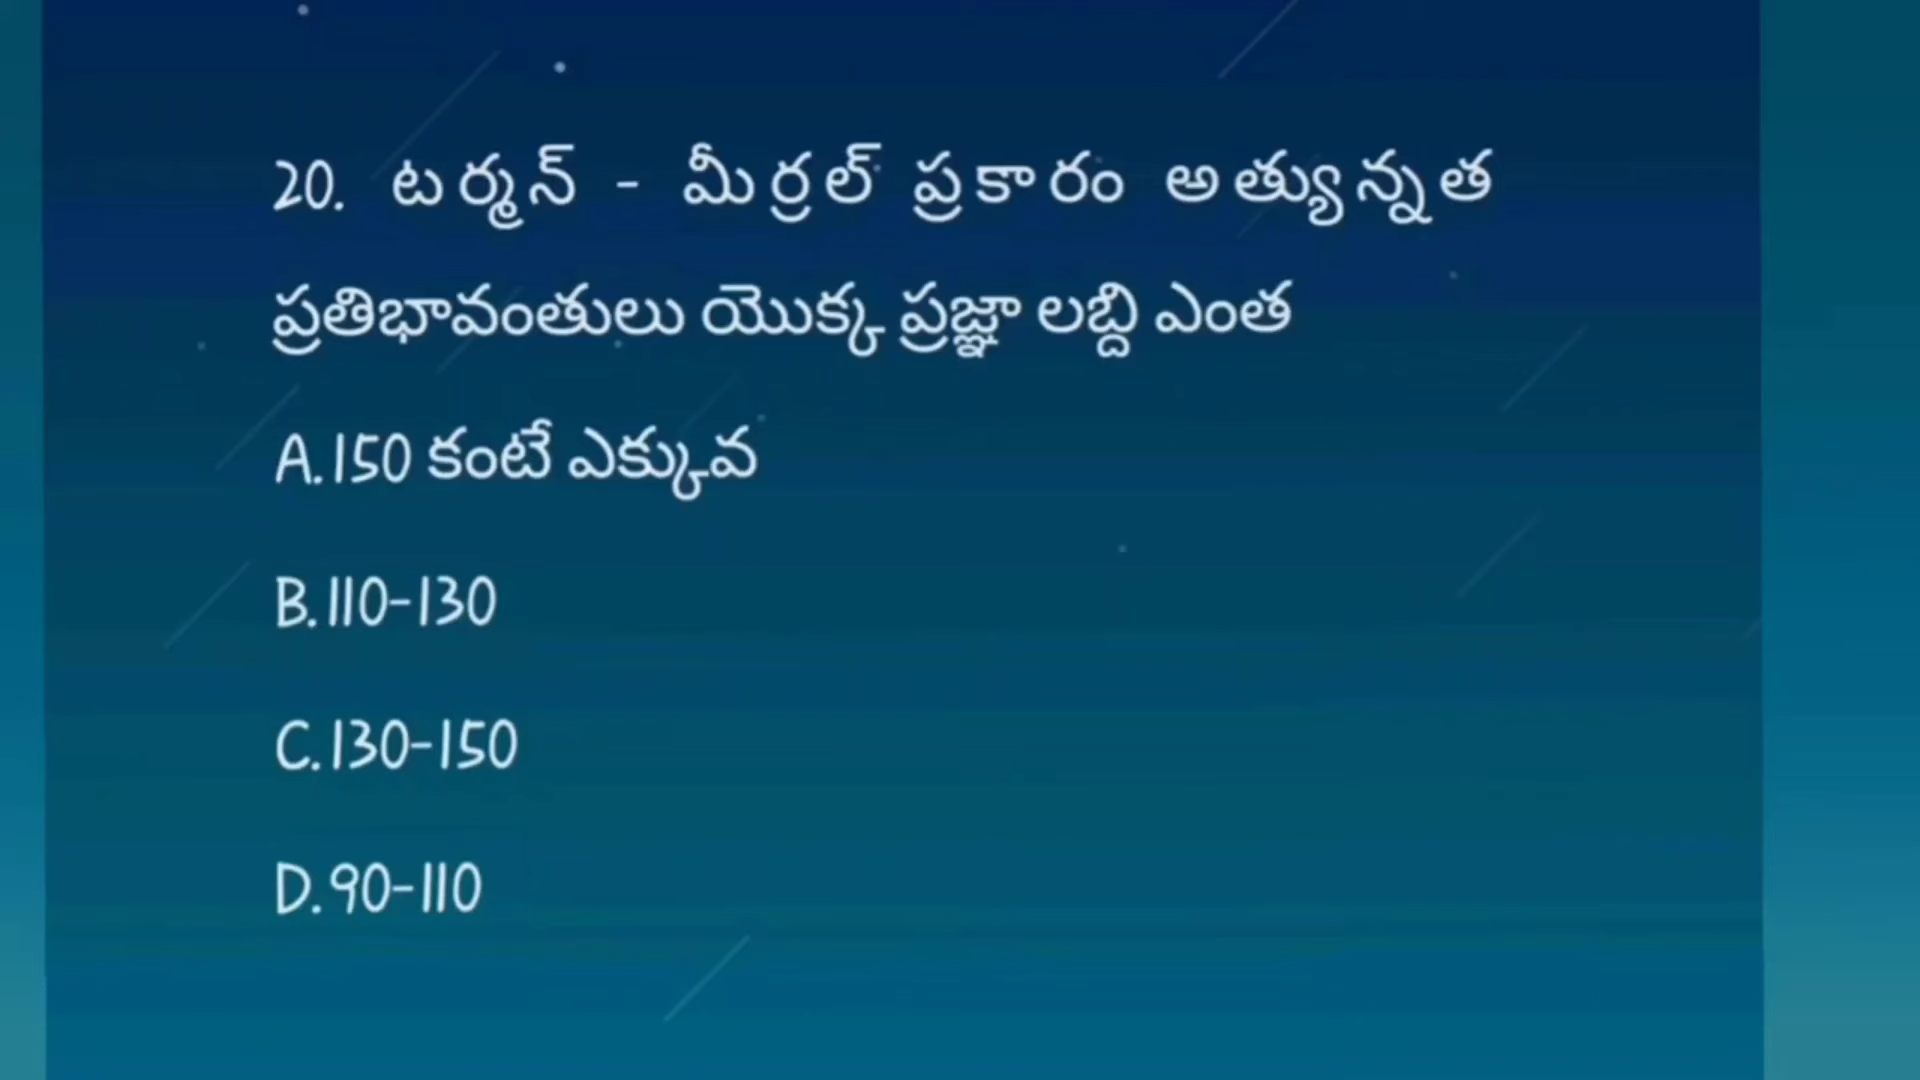 20. టర్మన్ - మీర్రల్ ప్రకారం అత్యున్నత
ప్రతిభావంతులు యొక్క ప్రజ్ఞా లబ్ది ఎంత
A.150 కంటే ఎక్కువ
B.110-130
C.130-150
D.90-110